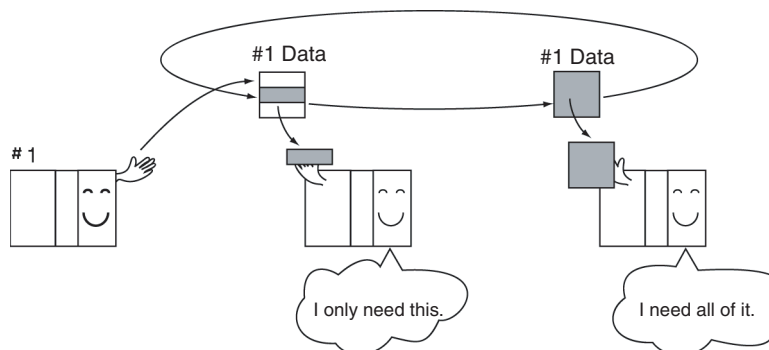 #1 Data
#1 Data
#1
I only need this.
I need all of it.